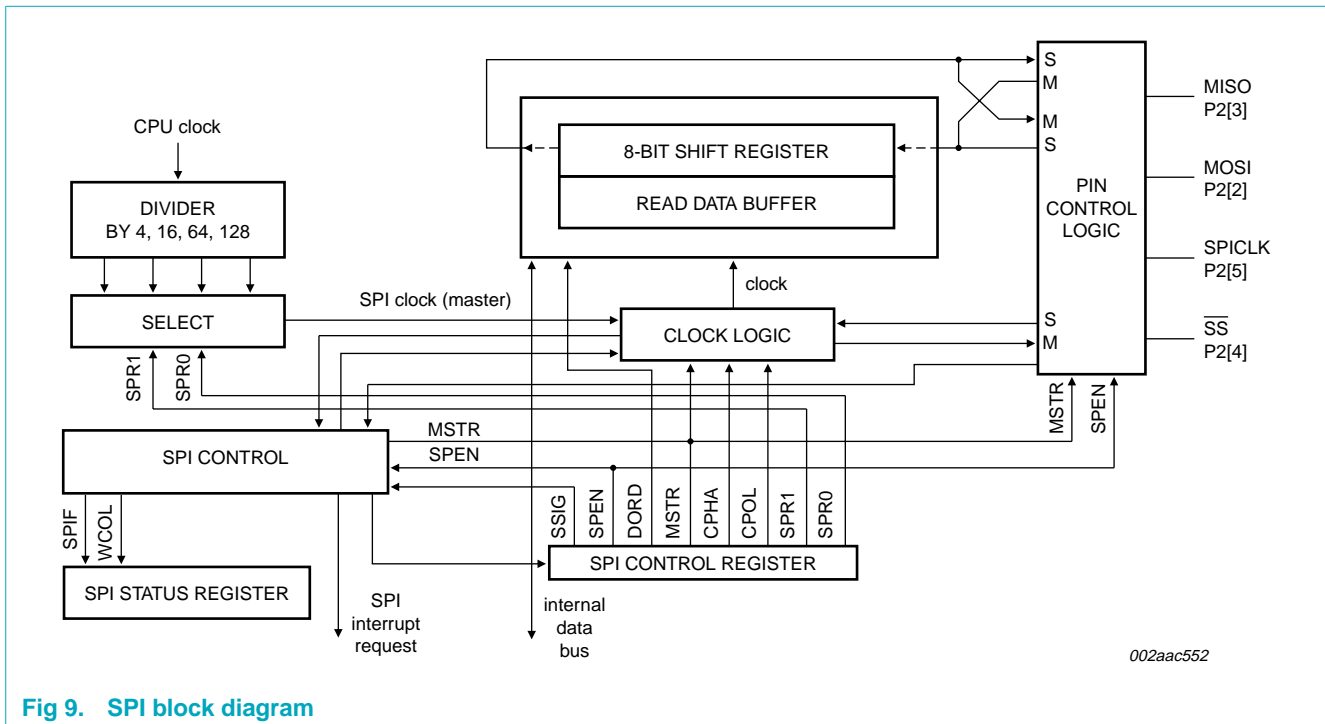 CPU clock
DIVIDER
BY 4, 16, 64, 128
SELECT
SPR1
SPR0
SPI clock (master)
8-BIT SHIFT REGISTER
READ DATA BUFFER
clock
CLOCK LOGIC
S
M
M
S
S
M
PIN
CONTROL
LOGIC
MISO
P2[3]
MOSI
P2[2]
SPICLK
P2[5]
SS
P2[4]
MSTR
SPEN
SPI CONTROL
MSTR
SPEN
SPIF
WCOL
SPI STATUS REGISTER
SPI
interrupt
request
SSIG
SPEN
DORD
MSTR
CPHA
CPOL
SPR1
SPR0
SPI CONTROL REGISTER
internal
data
bus
002aac552
Fig 9. SPI block diagram